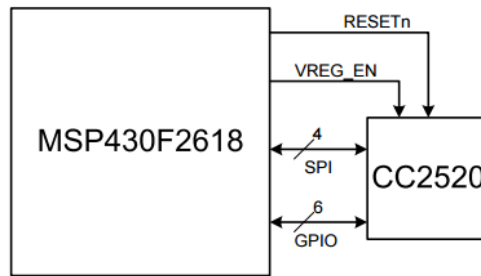 RESETn
VREG_EN
MSP430F2618
4
SPI
CC2520
6
GPIO